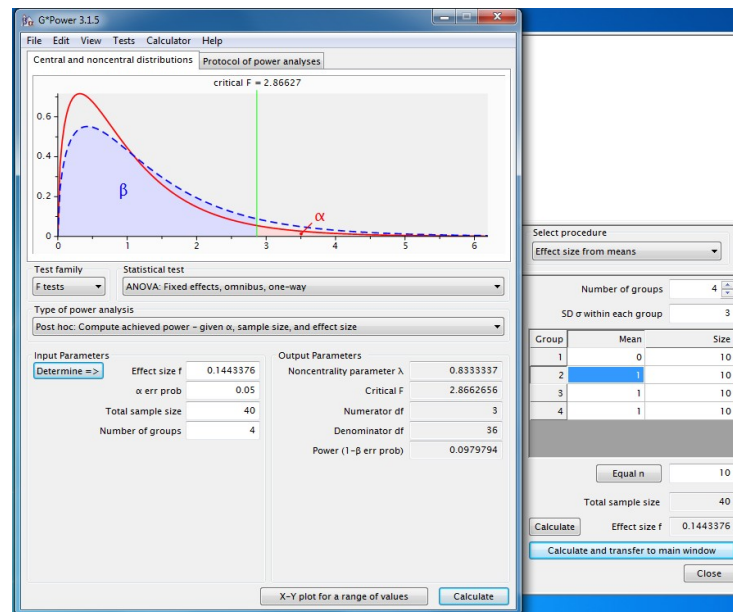 G*Power 3.1.5
File Edit View Tests Calculator Help
Central and noncentral distributions Protocol of power analyses
critical F = 2.86627
0.6
0.4
0.2
0
β
α
0 1 2 3 4 5 6
Test family Statistical test
F tests ANOVA: Fixed effects, omnibus, one-way
Type of power analysis
Post hoc: Compute achieved power – given α, sample size, and effect size
Input Parameters
Determine => Effect size f 0.1443376
α err prob 0.05
Total sample size 40
Number of groups 4
Output Parameters
Noncentrality parameter λ 0.8333337
Critical F 2.8662656
Numerator df 3
Denominator df 36
Power (1-β err prob) 0.0979794
X-Y plot for a range of values Calculate
Select procedure
Effect size from means
Number of groups 4
SD σ within each group 3
Group Mean Size
1 0 10
2 1 10
3 1 10
4 1 10
Equal n 10
Total sample size 40
Calculate Effect size f 0.1443376
Calculate and transfer to main window
Close